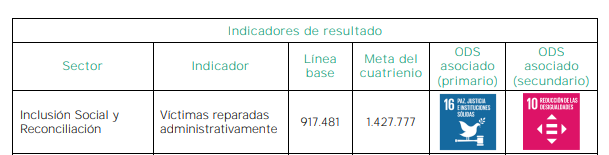 Indicadores de resultado
Sector
Indicador
Línea
base
Meta del
cuatrienio
ODS
asociado
(primario)
ODS
asociado
(secundario)
Inclusión Social y
Reconciliación
Víctimas reparadas
administrativamente
917.481
1.427.777
16 PAZ, JUSTICIA
E INSTITUCIONES
SÓLIDAS
10 REDUCCIÓN DE LAS
DESIGUALDADES